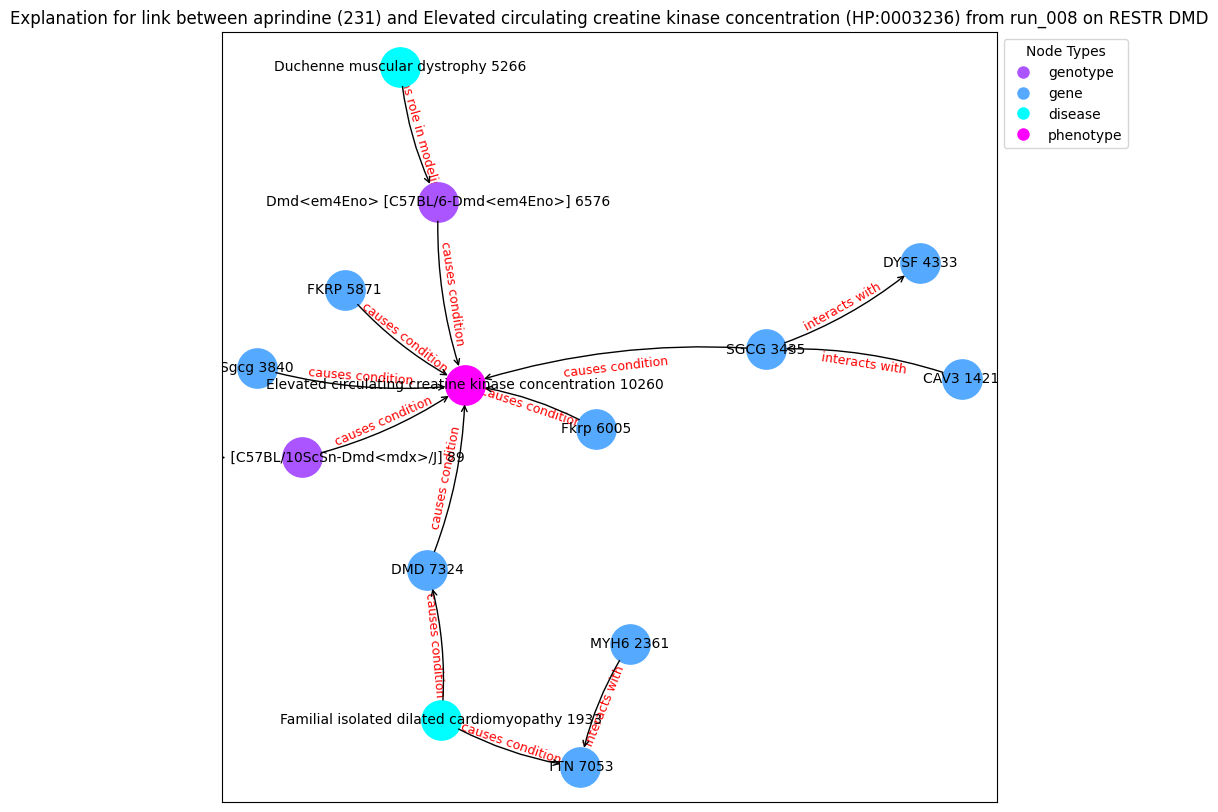 Explanation for link between aprindine (231) and Elevated circulating creatine kinase concentration (HP:0003236) from run_008 on RESTR DMD
Node Types
genotype
gene
disease
phenotype
Duchenne muscular dystrophy 5266
s role in modeli
Dmd<em4Eno> [C57BL/6-Dmd<em4Eno>] 6576
causes condition
DYSF 4333
FKRP 5871
interacts with
causes condition
SGCG 3435
Sgcg 3840
causes condition
causes condition
interacts with
CAV3 1421
Elevated circulating creatine kinase concentration 10260
causes condition
causes condition
Fkrp 6005
[C57BL/10ScSn-Dmd<mdx>/J] 89
causes condition
DMD 7324
causes condition
MYH6 2361
interacts with
Familial isolated dilated cardiomyopathy 1933
causes condition
TTN 7053